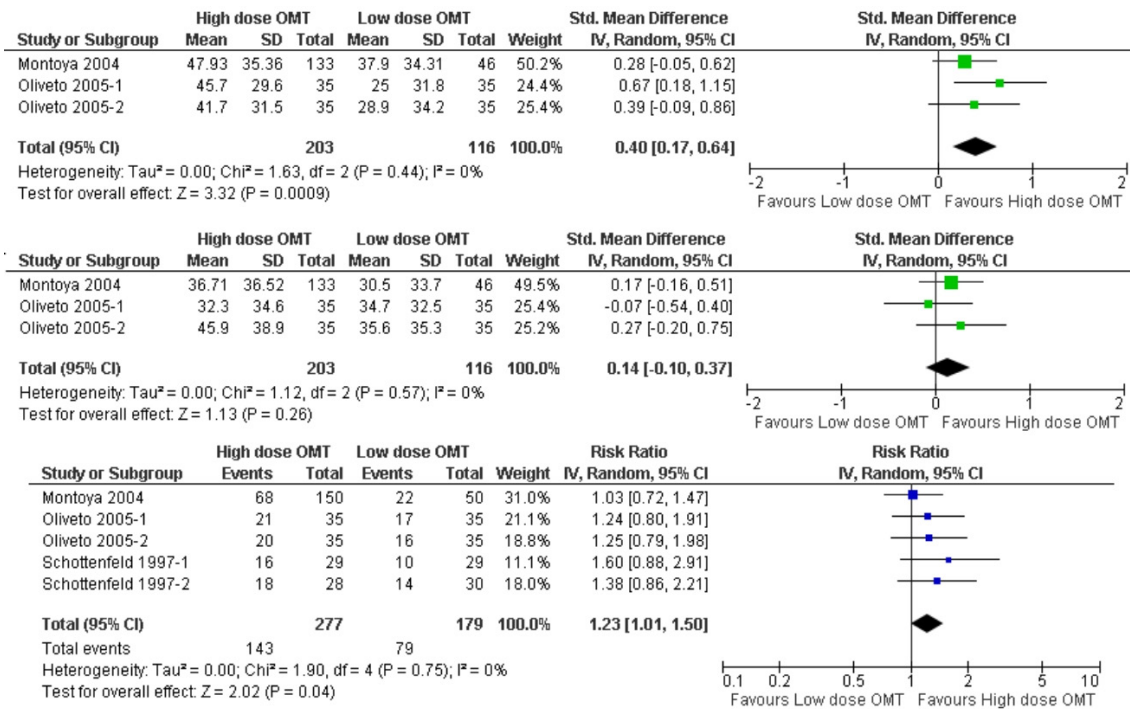 High dose OMT Low dose OMT Std. Mean Difference Std. Mean Difference
Study or Subgroup Mean SD Total Mean SD Total Weight IV, Random, 95% CI IV, Random, 95% CI
Montoya 2004 47.93 35.36 133 37.9 34.31 46 50.2% 0.28 [-0.05, 0.62]
Oliveto 2005-1 45.7 29.6 35 25 31.8 35 24.4% 0.67 [0.18, 1.15]
Oliveto 2005-2 41.7 31.5 35 28.9 34.2 35 25.4% 0.39 [-0.09, 0.86]
Total (95% CI) 203 116 100.0% 0.40 [0.17, 0.64]
Heterogeneity: Tau² = 0.00; Chi² = 1.63, df = 2 (P = 0.44); I² = 0%
Test for overall effect: Z = 3.32 (P = 0.0009)
-2 -1 0 1 2
Favours Low dose OMT Favours High dose OMT
High dose OMT Low dose OMT Std. Mean Difference Std. Mean Difference
Study or Subgroup Mean SD Total Mean SD Total Weight IV, Random, 95% CI IV, Random, 95% CI
Montoya 2004 36.71 36.52 133 30.5 33.7 46 49.5% 0.17 [-0.16, 0.51]
Oliveto 2005-1 32.3 34.6 35 34.7 32.5 35 25.4% -0.07 [-0.54, 0.40]
Oliveto 2005-2 45.9 38.9 35 35.6 35.3 35 25.2% 0.27 [-0.20, 0.75]
Total (95% CI) 203 116 100.0% 0.14 [-0.10, 0.37]
Heterogeneity: Tau² = 0.00; Chi² = 1.12, df = 2 (P = 0.57); I² = 0%
Test for overall effect: Z = 1.13 (P = 0.26)
-2 -1 0 1 2
Favours Low dose OMT Favours High dose OMT
High dose OMT Low dose OMT Risk Ratio Risk Ratio
Study or Subgroup Events Total Events Total Weight IV, Random, 95% CI IV, Random, 95% CI
Montoya 2004 68 150 22 50 31.0% 1.03 [0.72, 1.47]
Oliveto 2005-1 21 35 17 35 21.1% 1.24 [0.80, 1.91]
Oliveto 2005-2 20 35 16 35 18.8% 1.25 [0.79, 1.98]
Schottenfeld 1997-1 16 29 10 29 11.1% 1.60 [0.88, 2.91]
Schottenfeld 1997-2 18 28 14 30 18.0% 1.38 [0.86, 2.21]
Total (95% CI) 277 179 100.0% 1.23 [1.01, 1.50]
Total events 143 79
Heterogeneity: Tau² = 0.00; Chi² = 1.90, df = 4 (P = 0.75); I² = 0%
Test for overall effect: Z = 2.02 (P = 0.04)
0.1 0.2 0.5 1 2 5 10
Favours Low dose OMT Favours High dose OMT